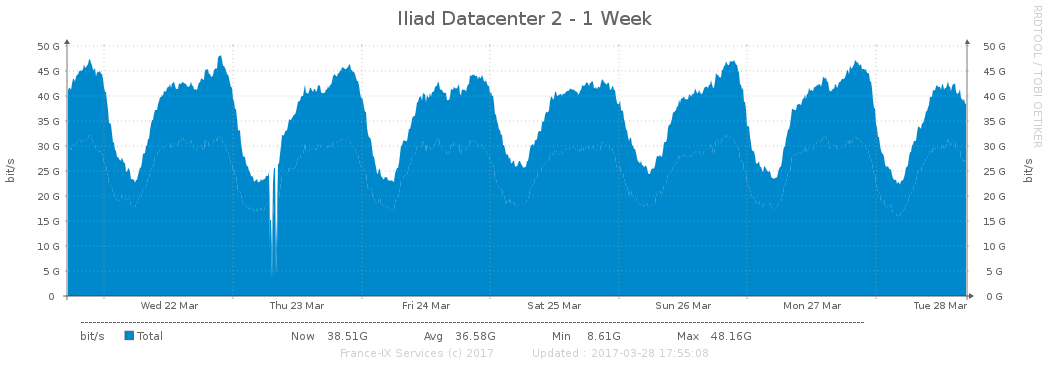 Iliad Datacenter 2 - 1 Week
RRDTOOL / TOBI OETIKER
bit/s
bit/s
50 G 50 G
45 G 45 G
40 G 40 G
35 G 35 G
30 G 30 G
25 G 25 G
20 G 20 G
15 G 15 G
10 G 10 G
5 G 5 G
0 0 G
Wed 22 Mar Thu 23 Mar Fri 24 Mar Sat 25 Mar Sun 26 Mar Mon 27 Mar Tue 28 Mar
bit/s Total Now 38.51G Avg 36.58G Min 8.61G Max 48.16G
France-IX Services (c) 2017 Updated : 2017-03-28 17:55:08